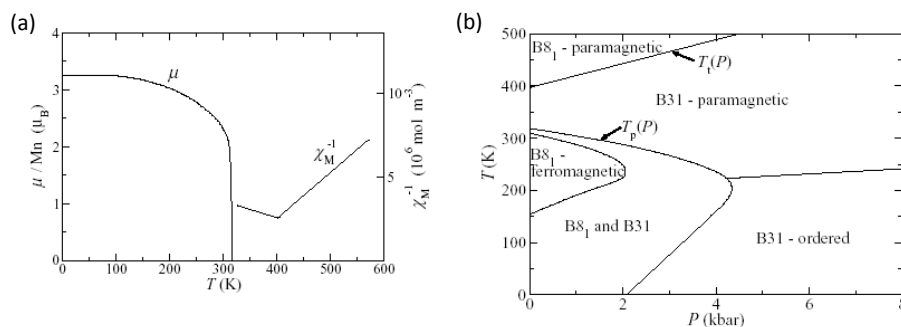 (a)
4
3
2
1
0
μ / Mn (μB)
μ
χM⁻¹
10
5
χM⁻¹ (10⁶ mol m⁻³)
0 100 200 300 400 500 600
T (K)
(b)
500
400
300
200
100
0
T(K)
B8₁ - paramagnetic
Tt(P)
B31 - paramagnetic
Tp(P)
B8₁ -
ferromagnetic
B8₁ and B31
B31 - ordered
0 2 4 6 8
P (kbar)